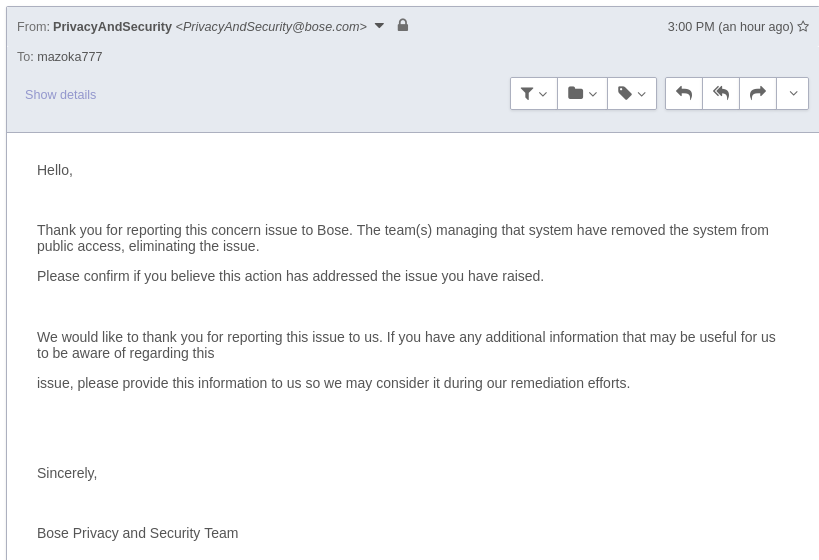 From: PrivacyAndSecurity <PrivacyAndSecurity@bose.com>
3:00 PM (an hour ago)
To: mazoka777
Show details
Hello,
Thank you for reporting this concern issue to Bose. The team(s) managing that system have removed the system from
public access, eliminating the issue.
Please confirm if you believe this action has addressed the issue you have raised.
We would like to thank you for reporting this issue to us. If you have any additional information that may be useful for us
to be aware of regarding this
issue, please provide this information to us so we may consider it during our remediation efforts.
Sincerely,
Bose Privacy and Security Team